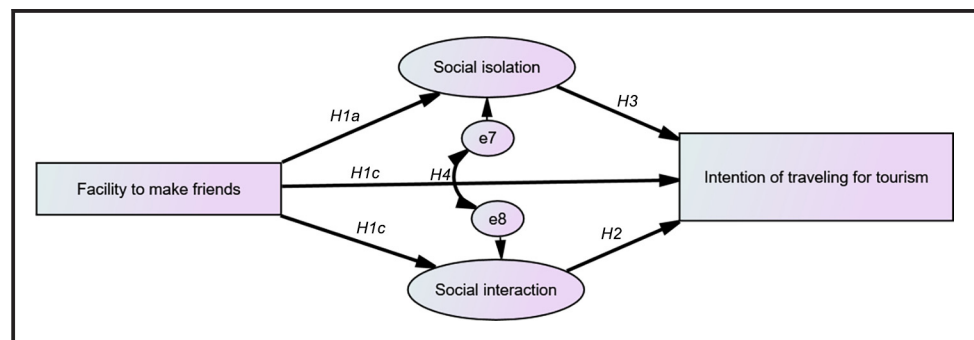 Social isolation
H1a
H3
e7
Facility to make friends
H1c
H4
Intention of traveling for tourism
e8
H1c
H2
Social interaction